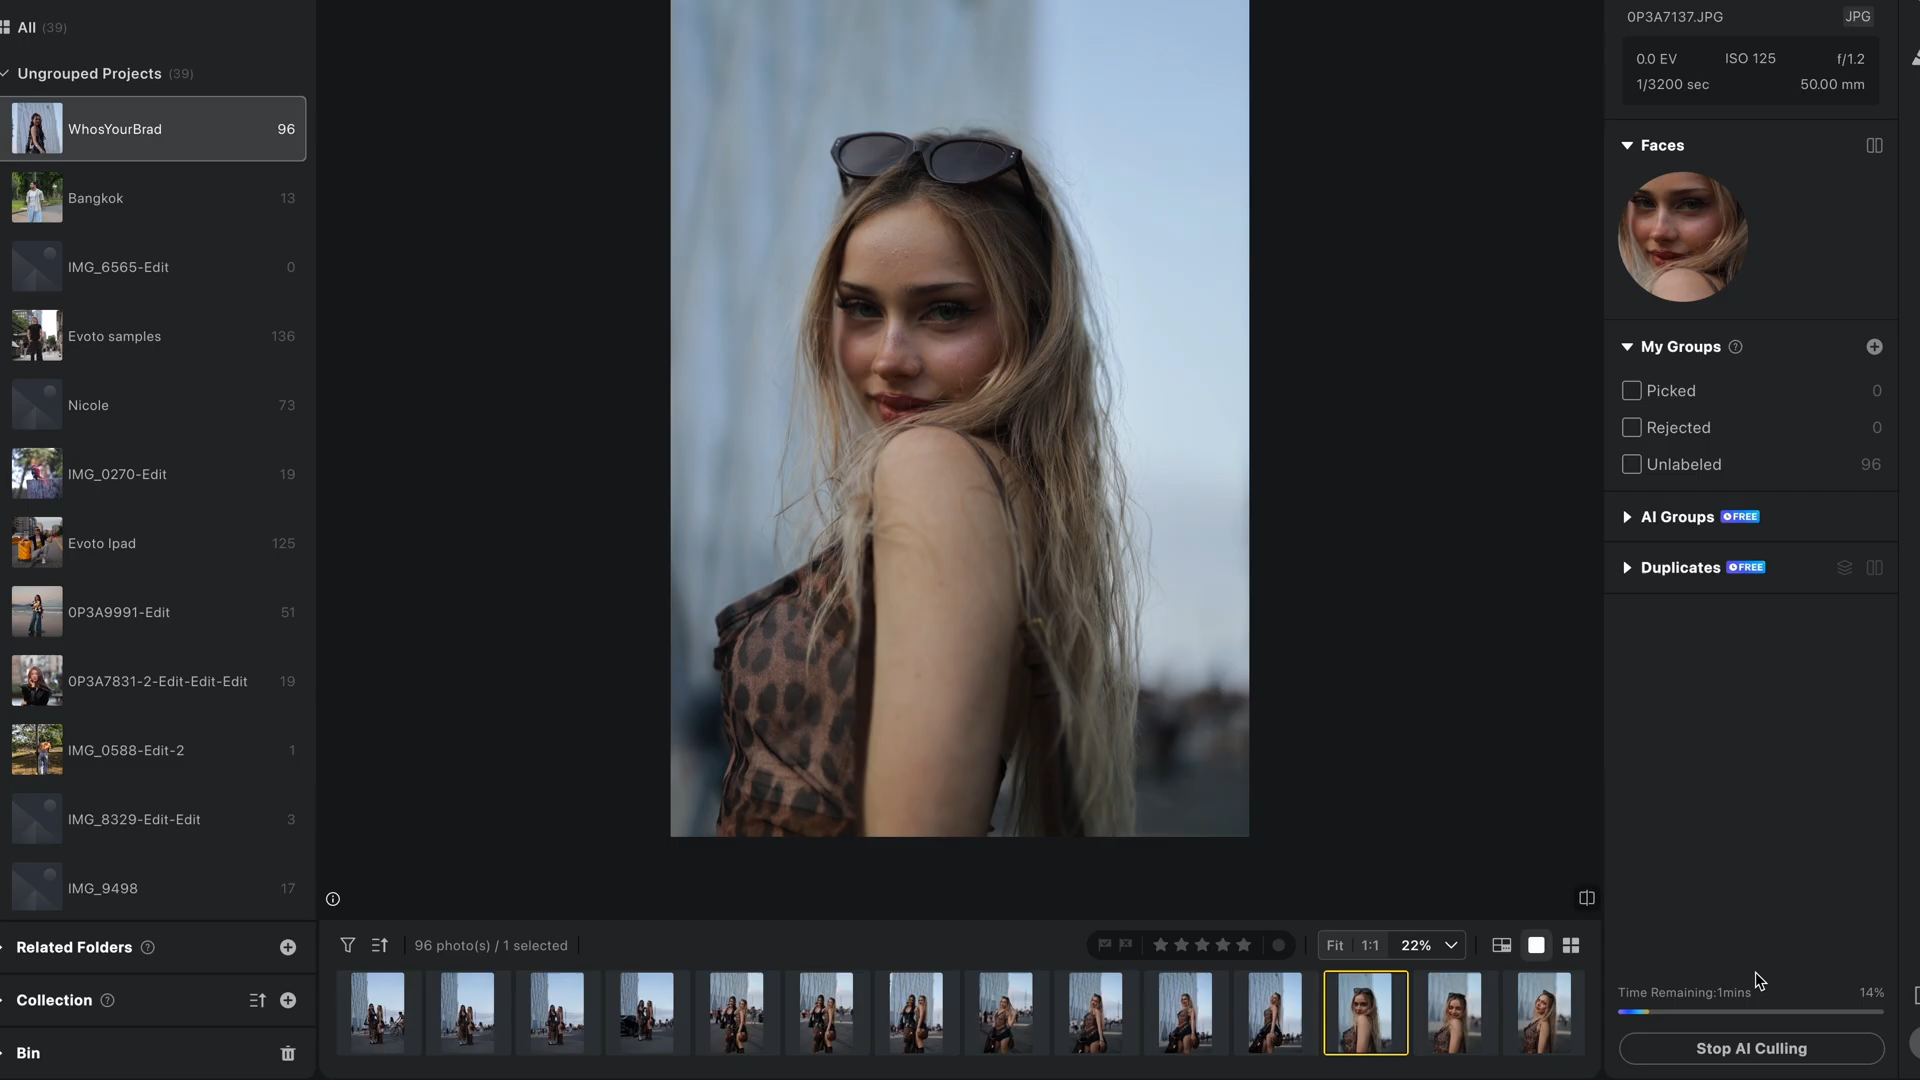 All (39)
Ungrouped Projects (39)
WhosYourBrad 96
Bangkok 13
IMG_6565-Edit 0
Evoto samples 136
Nicole 73
IMG_0270-Edit 19
Evoto Ipad 125
0P3A9991-Edit 51
0P3A7831-2-Edit-Edit-Edit 19
IMG_0588-Edit-2 1
IMG_8329-Edit-Edit 3
IMG_9498 17
Related Folders
Collection
Bin
96 photo(s) / 1 selected
Fit 1:1 22%
0P3A7137.JPG JPG
0.0 EV ISO 125 f/1.2
1/3200 sec 50.00 mm
Faces
My Groups
Picked 0
Rejected 0
Unlabeled 96
AI Groups FREE
Duplicates FREE
Time Remaining:1mins 14%
Stop AI Culling